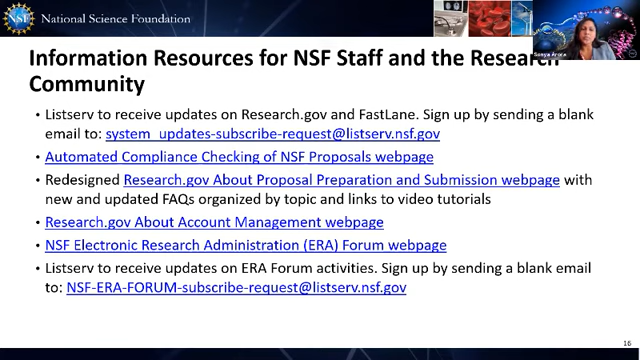 NSF National Science Foundation
Sonya Arora
Information Resources for NSF Staff and the Research
Community
• Listserv to receive updates on Research.gov and FastLane. Sign up by sending a blank
email to: system_updates-subscribe-request@listserv.nsf.gov
• Automated Compliance Checking of NSF Proposals webpage
• Redesigned Research.gov About Proposal Preparation and Submission webpage with
new and updated FAQs organized by topic and links to video tutorials
• Research.gov About Account Management webpage
• NSF Electronic Research Administration (ERA) Forum webpage
• Listserv to receive updates on ERA Forum activities. Sign up by sending a blank email
to: NSF-ERA-FORUM-subscribe-request@listserv.nsf.gov
16